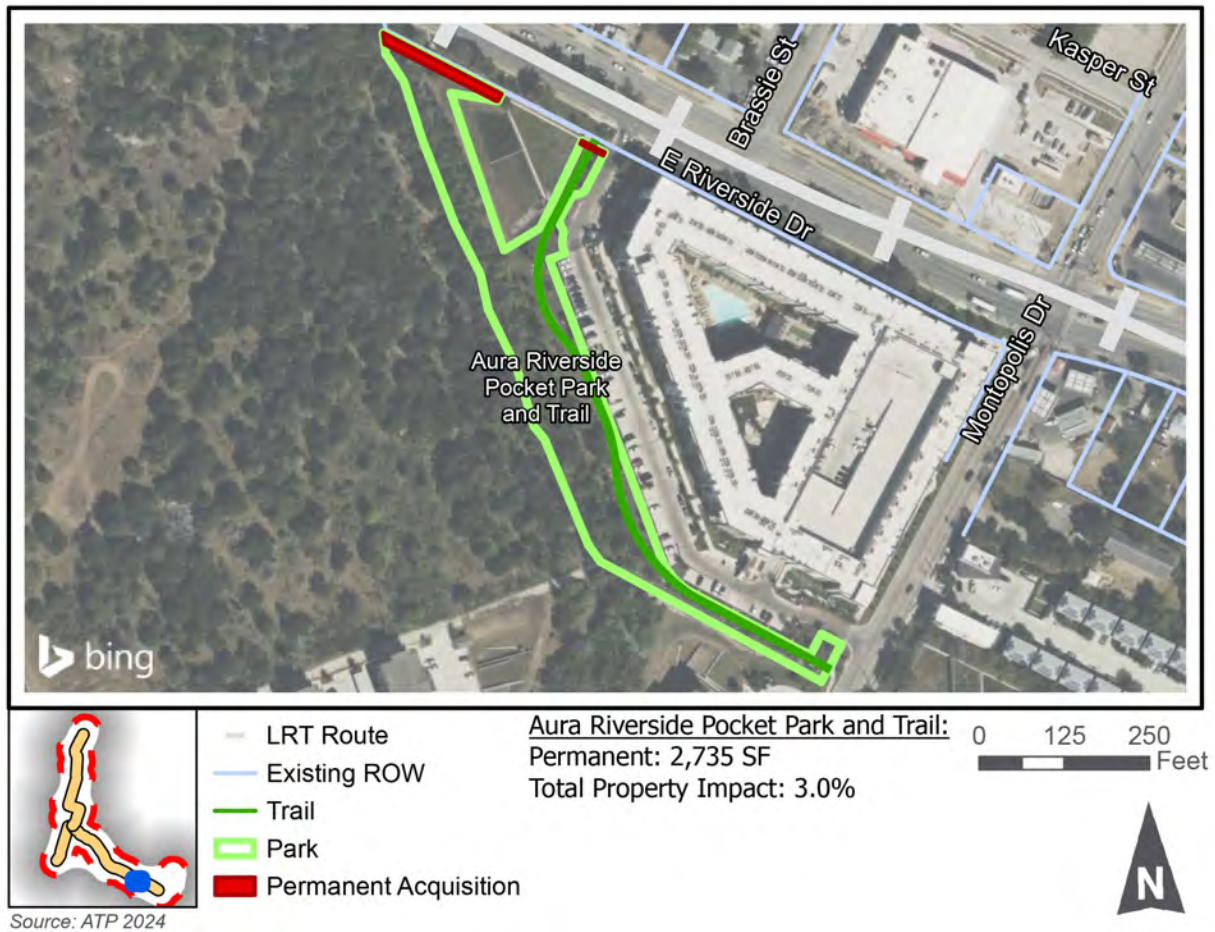 Kasper St
Brassie St
E Riverside Dr
Aura Riverside
Pocket Park
and Trail
Montopolis Dr
bing
LRT Route
Existing ROW
Trail
Park
Permanent Acquisition
Aura Riverside Pocket Park and Trail:
Permanent: 2,735 SF
Total Property Impact: 3.0%
0 125 250
Feet
N
Source: ATP 2024